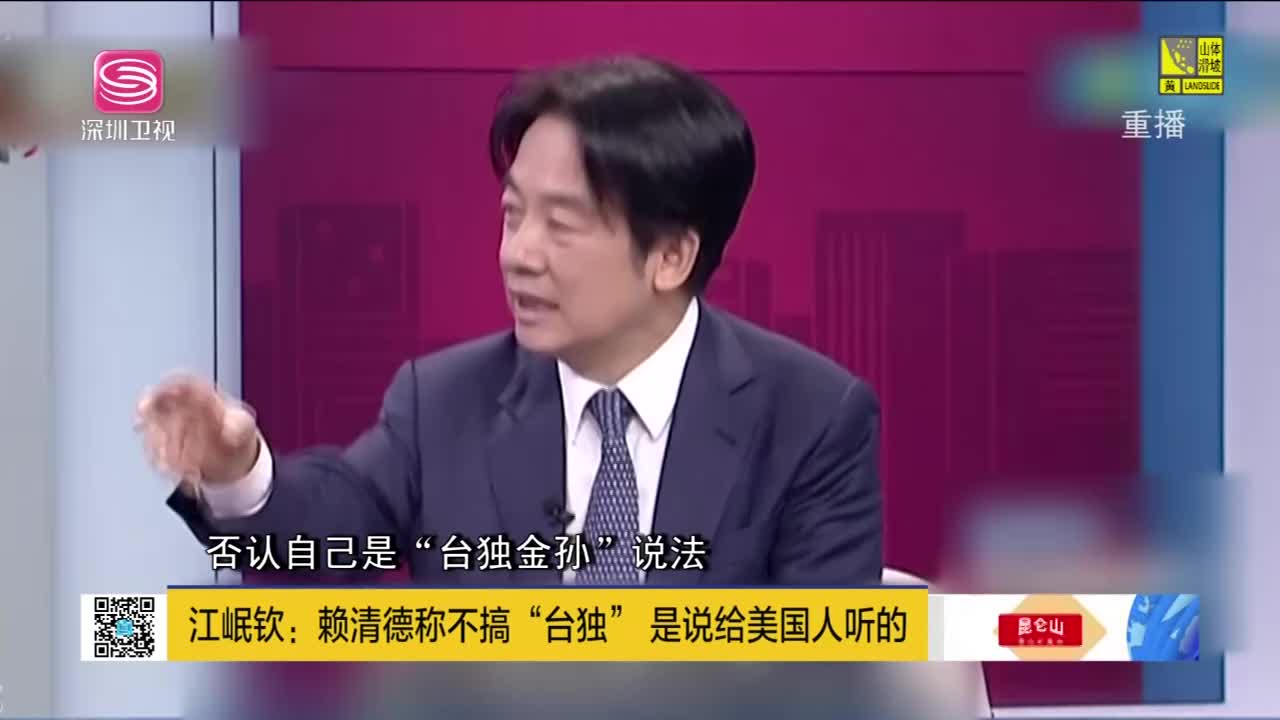 深圳卫视
山体
滑坡
黄 LANDSLIDE
重播
否认自己是“台独金孙”说法
江岷钦：赖清德称不搞“台独” 是说给美国人听的
昆仑山